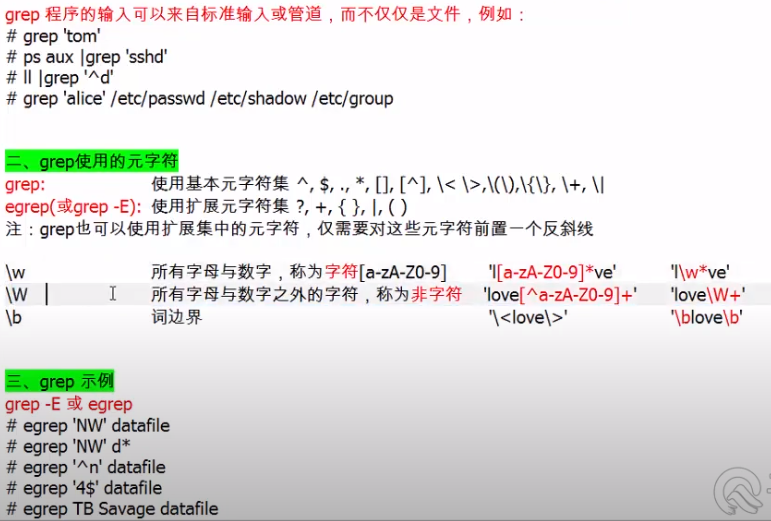 grep 程序的输入可以来自标准输入或管道，而不仅仅是文件，例如：
# grep 'tom'
# ps aux |grep 'sshd'
# ll |grep '^d'
# grep 'alice' /etc/passwd /etc/shadow /etc/group
二、grep使用的元字符
grep: 使用基本元字符集 ^, $, ., *, [], [^], \< \>,\(\),\{\}, \+, \|
egrep(或grep -E): 使用扩展元字符集 ?, +, { }, |, ( )
注：grep也可以使用扩展集中的元字符，仅需要对这些元字符前置一个反斜线
\w 所有字母与数字，称为字符[a-zA-Z0-9] 'l[a-zA-Z0-9]*ve' 'l\w*ve'
\W 所有字母与数字之外的字符，称为非字符 'love[^a-zA-Z0-9]+' 'love\W+'
\b 词边界 '\<love\>' '\blove\b'
三、grep 示例
grep -E 或 egrep
# egrep 'NW' datafile
# egrep 'NW' d*
# egrep '^n' datafile
# egrep '4$' datafile
# egrep TB Savage datafile